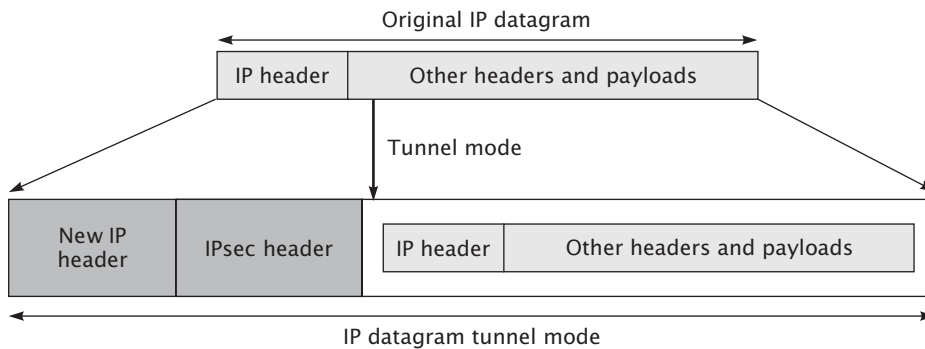 Original IP datagram
IP header
Other headers and payloads
Tunnel mode
New IP
header
IPsec header
IP header
Other headers and payloads
IP datagram tunnel mode